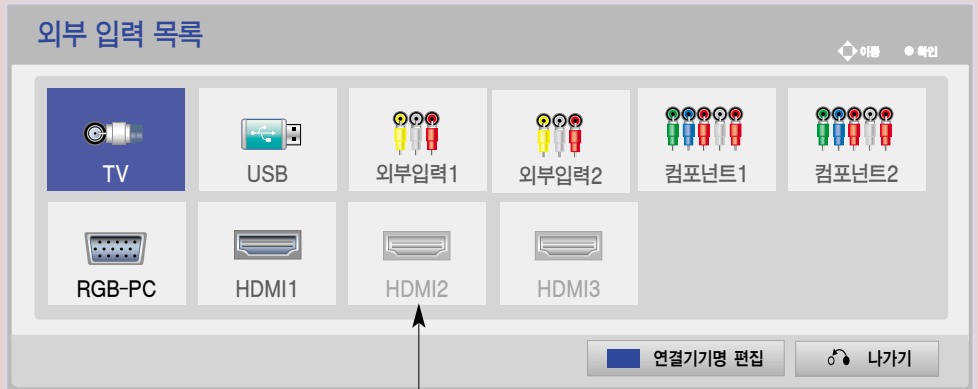 외부 입력 목록
이동 확인
TV USB 외부입력1 외부입력2 컴포넌트1 컴포넌트2
RGB-PC HDMI1 HDMI2 HDMI3
연결기기명 편집 나가기